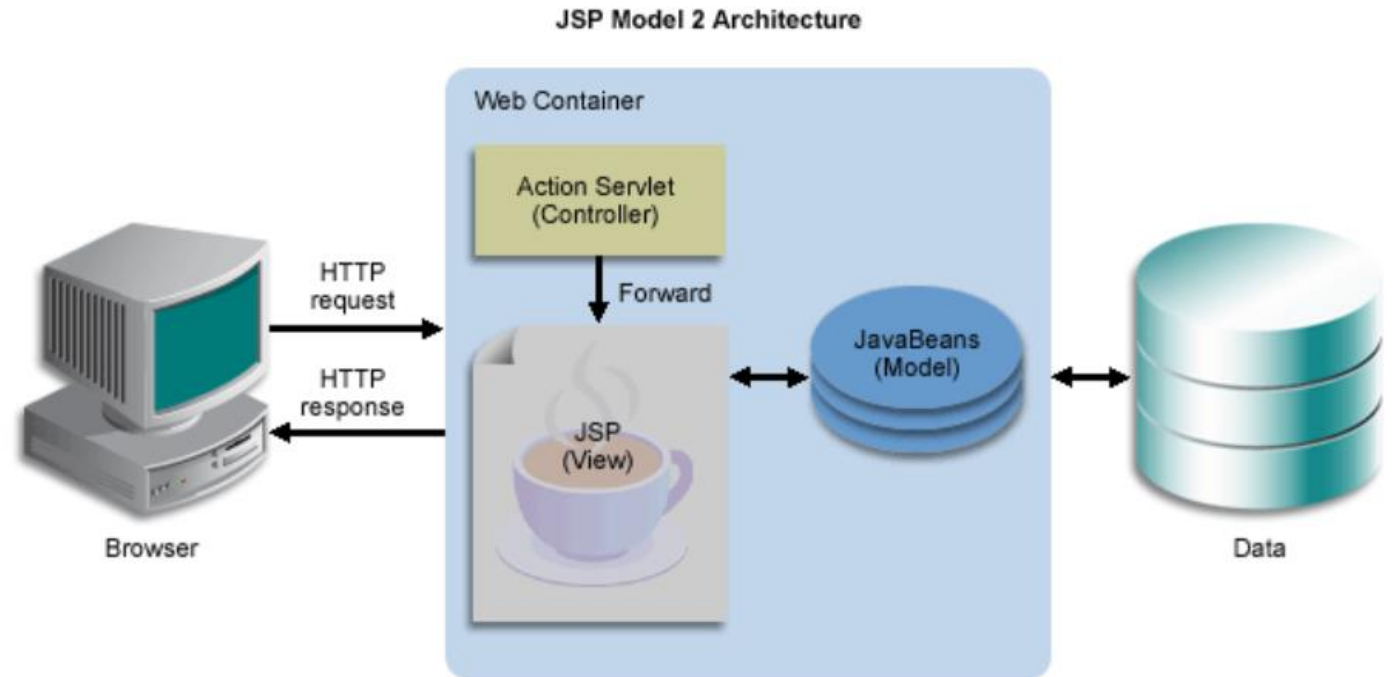 JSP Model 2 Architecture
Web Container
Action Servlet
(Controller)
HTTP
request
Forward
HTTP
response
JSP
(View)
JavaBeans
(Model)
Browser
Data